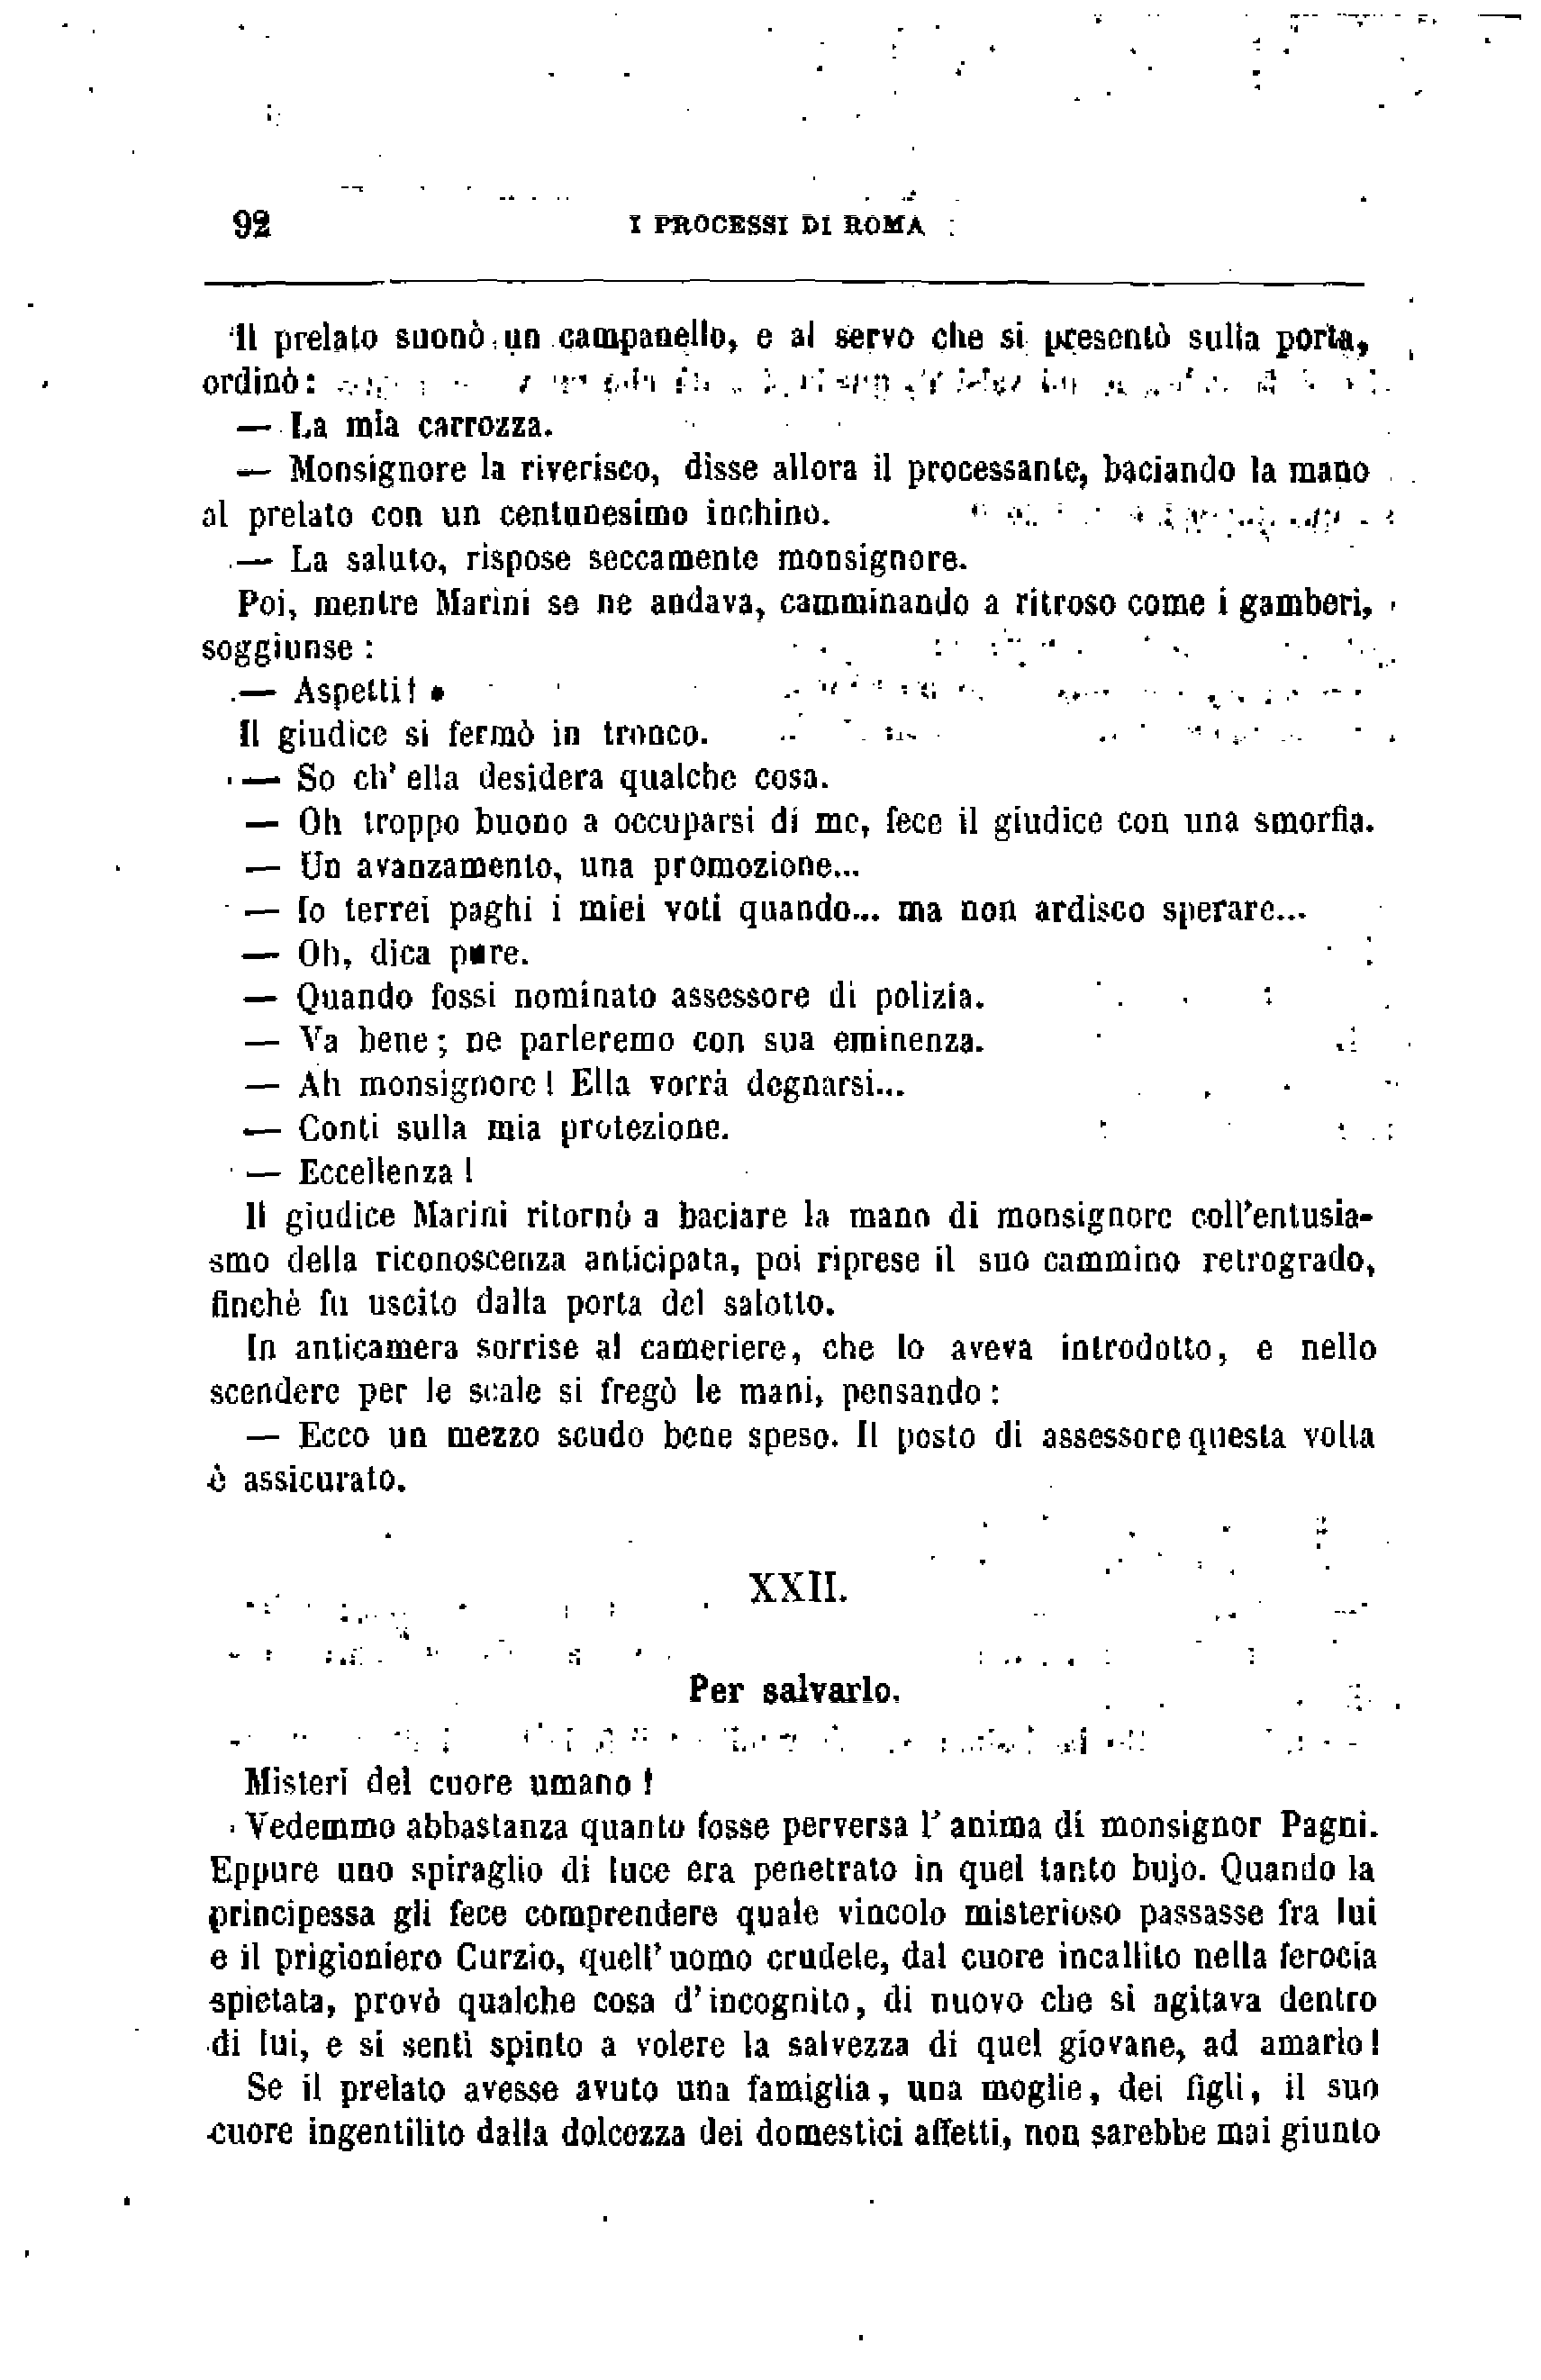 92
I PROCESSI DI ROMA
Il prelato suonò un campanello, e al servo che si presentò sulla porta,
ordinò:
— La mia carrozza.
— Monsignore la riverisco, disse allora il processante, baciando la mano
al prelato con un centunesimo inchino.
— La saluto, rispose seccamente monsignore.
Poi, mentre Marini se ne andava, camminando a ritroso come i gamberi,
soggiunse:
— Aspetti!
Il giudice si fermò in tronco.
— So ch' ella desidera qualche cosa.
— Oh troppo buono a occuparsi di me, fece il giudice con una smorfia.
— Un avanzamento, una promozione...
— Io terrei paghi i miei voti quando... ma non ardisco sperare...
— Oh, dica pure.
— Quando fossi nominato assessore di polizia.
— Va bene; ne parleremo con sua eminenza.
— Ah monsignore! Ella vorrà degnarsi...
— Conti sulla mia protezione.
— Eccellenza!
Il giudice Marini ritornò a baciare la mano di monsignore coll'entusia-
smo della riconoscenza anticipata, poi riprese il suo cammino retrogrado,
finchè fu uscito dalla porta del salotto.
In anticamera sorrise al cameriere, che lo aveva introdotto, e nello
scendere per le scale si fregò le mani, pensando:
— Ecco un mezzo scudo bene speso. Il posto di assessore questa volta
è assicurato.
XXII.
Per salvarlo.
Misteri del cuore umano!
Vedemmo abbastanza quanto fosse perversa l' anima di monsignor Pagni.
Eppure uno spiraglio di luce era penetrato in quel tanto bujo. Quando la
principessa gli fece comprendere quale vincolo misterioso passasse fra lui
e il prigioniero Curzio, quell' uomo crudele, dal cuore incallito nella ferocia
spietata, provò qualche cosa d' incognito, di nuovo che si agitava dentro
di lui, e si sentì spinto a volere la salvezza di quel giovane, ad amarlo!
Se il prelato avesse avuto una famiglia, una moglie, dei figli, il suo
cuore ingentilito dalla dolcezza dei domestici affetti, non sarebbe mai giunto